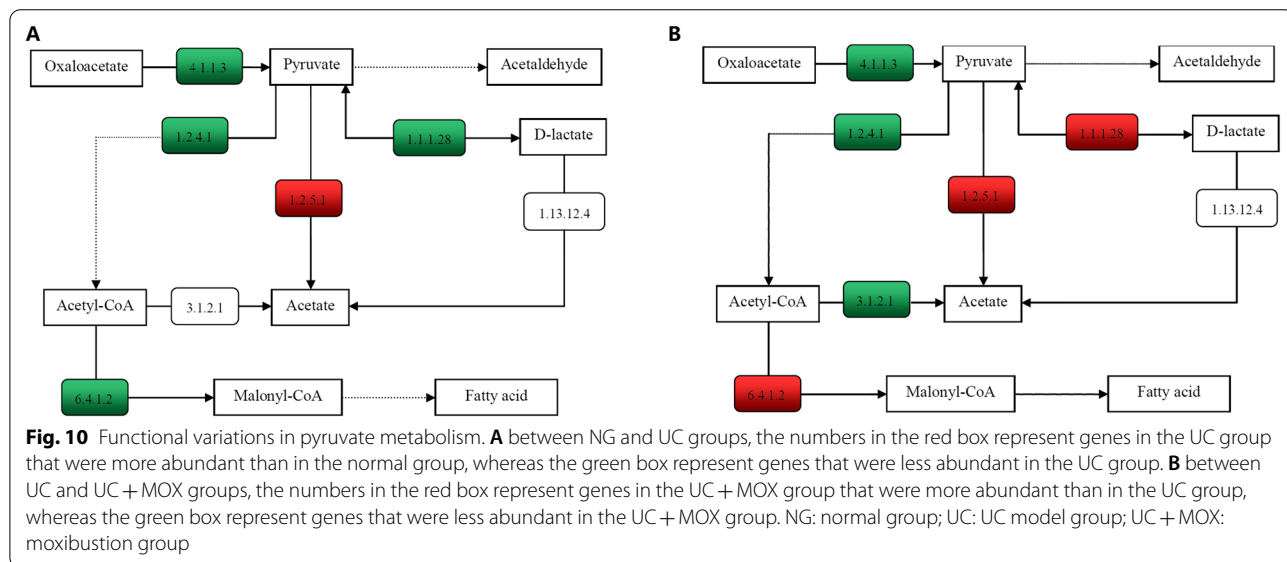 A
Oxaloacetate
4.1.1.3
Pyruvate
Acetaldehyde
1.2.4.1
1.1.1.28
D-lactate
1.2.5.1
1.13.12.4
Acetyl-CoA
3.1.2.1
Acetate
6.4.1.2
Malonyl-CoA
Fatty acid
B
Oxaloacetate
4.1.1.3
Pyruvate
Acetaldehyde
1.2.4.1
1.1.1.28
D-lactate
1.2.5.1
1.13.12.4
Acetyl-CoA
3.1.2.1
Acetate
6.4.1.2
Malonyl-CoA
Fatty acid
Fig. 10 Functional variations in pyruvate metabolism. A between NG and UC groups, the numbers in the red box represent genes in the UC group
that were more abundant than in the normal group, whereas the green box represent genes that were less abundant in the UC group. B between
UC and UC + MOX groups, the numbers in the red box represent genes in the UC + MOX group that were more abundant than in the UC group,
whereas the green box represent genes that were less abundant in the UC + MOX group. NG: normal group; UC: UC model group; UC + MOX:
moxibustion group